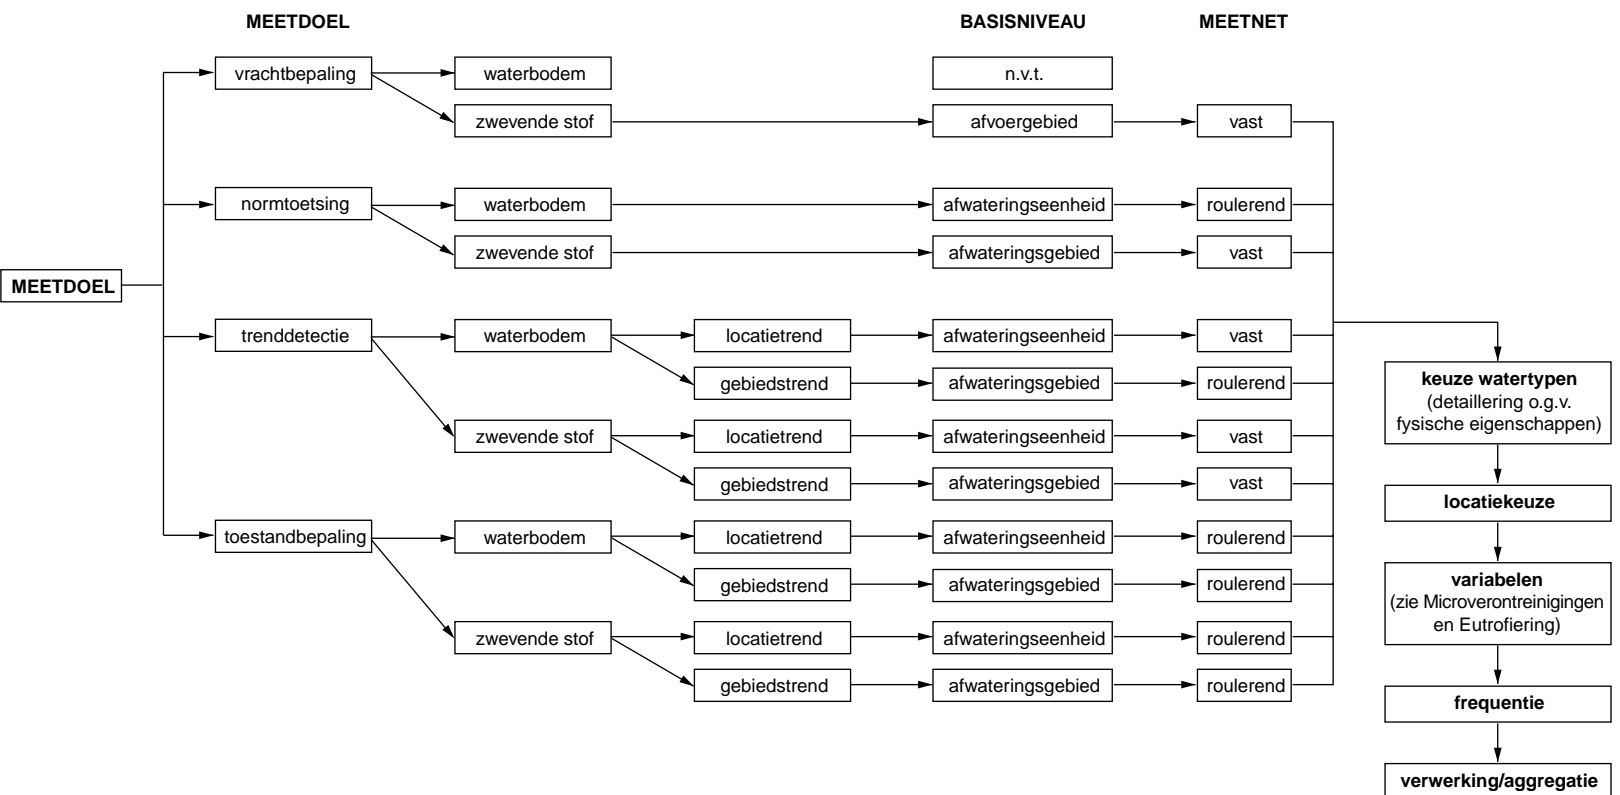 MEETDOEL BASISNIVEAU MEETNET
vrachtbepaling waterbodem n.v.t.
zwevende stof afvoergebied vast
normtoetsing waterbodem afwateringseenheid roulerend
zwevende stof afwateringsgebied vast
MEETDOEL
trenddetectie waterbodem locatietrend afwateringseenheid vast
gebiedstrend afwateringsgebied roulerend
zwevende stof locatietrend afwateringseenheid vast
gebiedstrend afwateringsgebied vast
toestandbepaling waterbodem locatietrend afwateringseenheid roulerend
gebiedstrend afwateringsgebied roulerend
zwevende stof locatietrend afwateringseenheid roulerend
gebiedstrend afwateringsgebied roulerend
keuze watertypen
(detaillering o.g.v.
fysische eigenschappen)
locatiekeuze
variabelen
(zie Microverontreinigingen
en Eutrofiering)
frequentie
verwerking/aggregatie